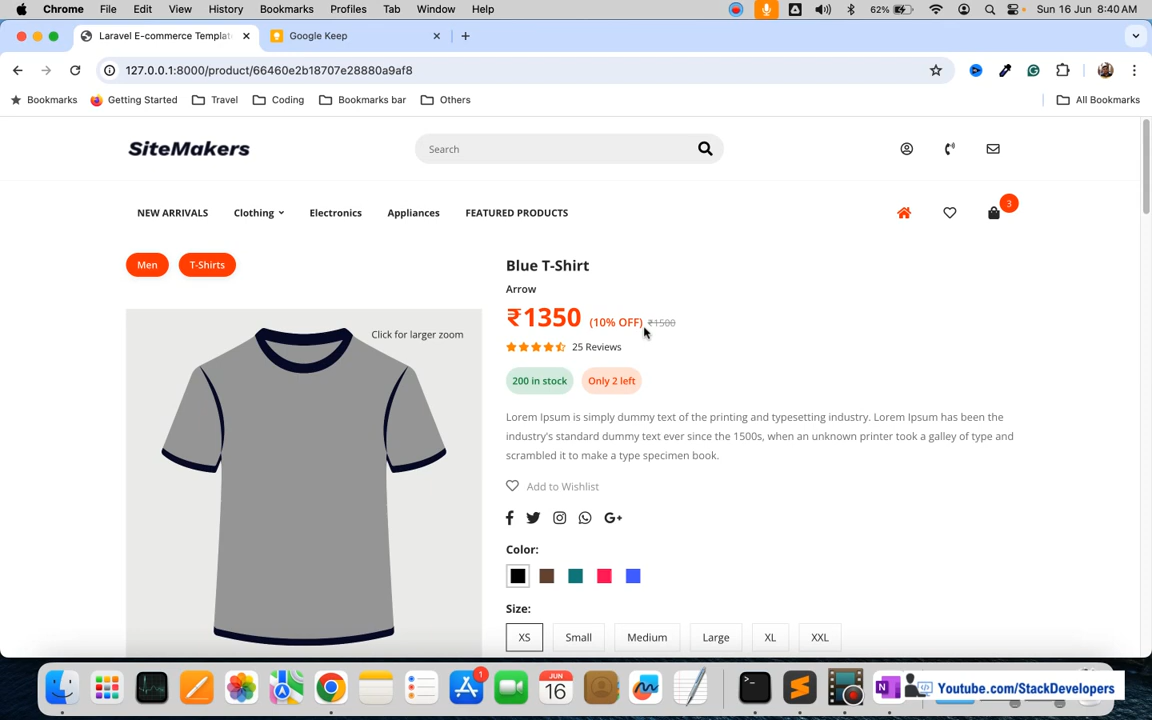 Chrome File Edit View History Bookmarks Profiles Tab Window Help 62% Sun 16 Jun 8:40 AM
Laravel E-commerce Templat Google Keep
127.0.0.1:8000/product/66460e2b18707e28880a9af8
Bookmarks Getting Started Travel Coding Bookmarks bar Others All Bookmarks
SiteMakers Search
NEW ARRIVALS Clothing Electronics Appliances FEATURED PRODUCTS 3
Men T-Shirts
Click for larger zoom
Blue T-Shirt
Arrow
₹1350 (10% OFF) ₹1500
25 Reviews
200 in stock Only 2 left
Lorem Ipsum is simply dummy text of the printing and typesetting industry. Lorem Ipsum has been the
industry's standard dummy text ever since the 1500s, when an unknown printer took a galley of type and
scrambled it to make a type specimen book.
Add to Wishlist
Color:
Size:
XS Small Medium Large XL XXL
1
JUN
16
Youtube.com/StackDevelopers